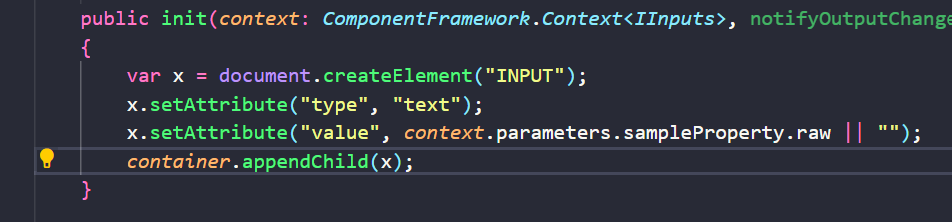 public init(context: ComponentFramework.Context<IInputs>, notifyOutputChange
{
var x = document.createElement("INPUT");
x.setAttribute("type", "text");
x.setAttribute("value", context.parameters.sampleProperty.raw || "");
container.appendChild(x);
}